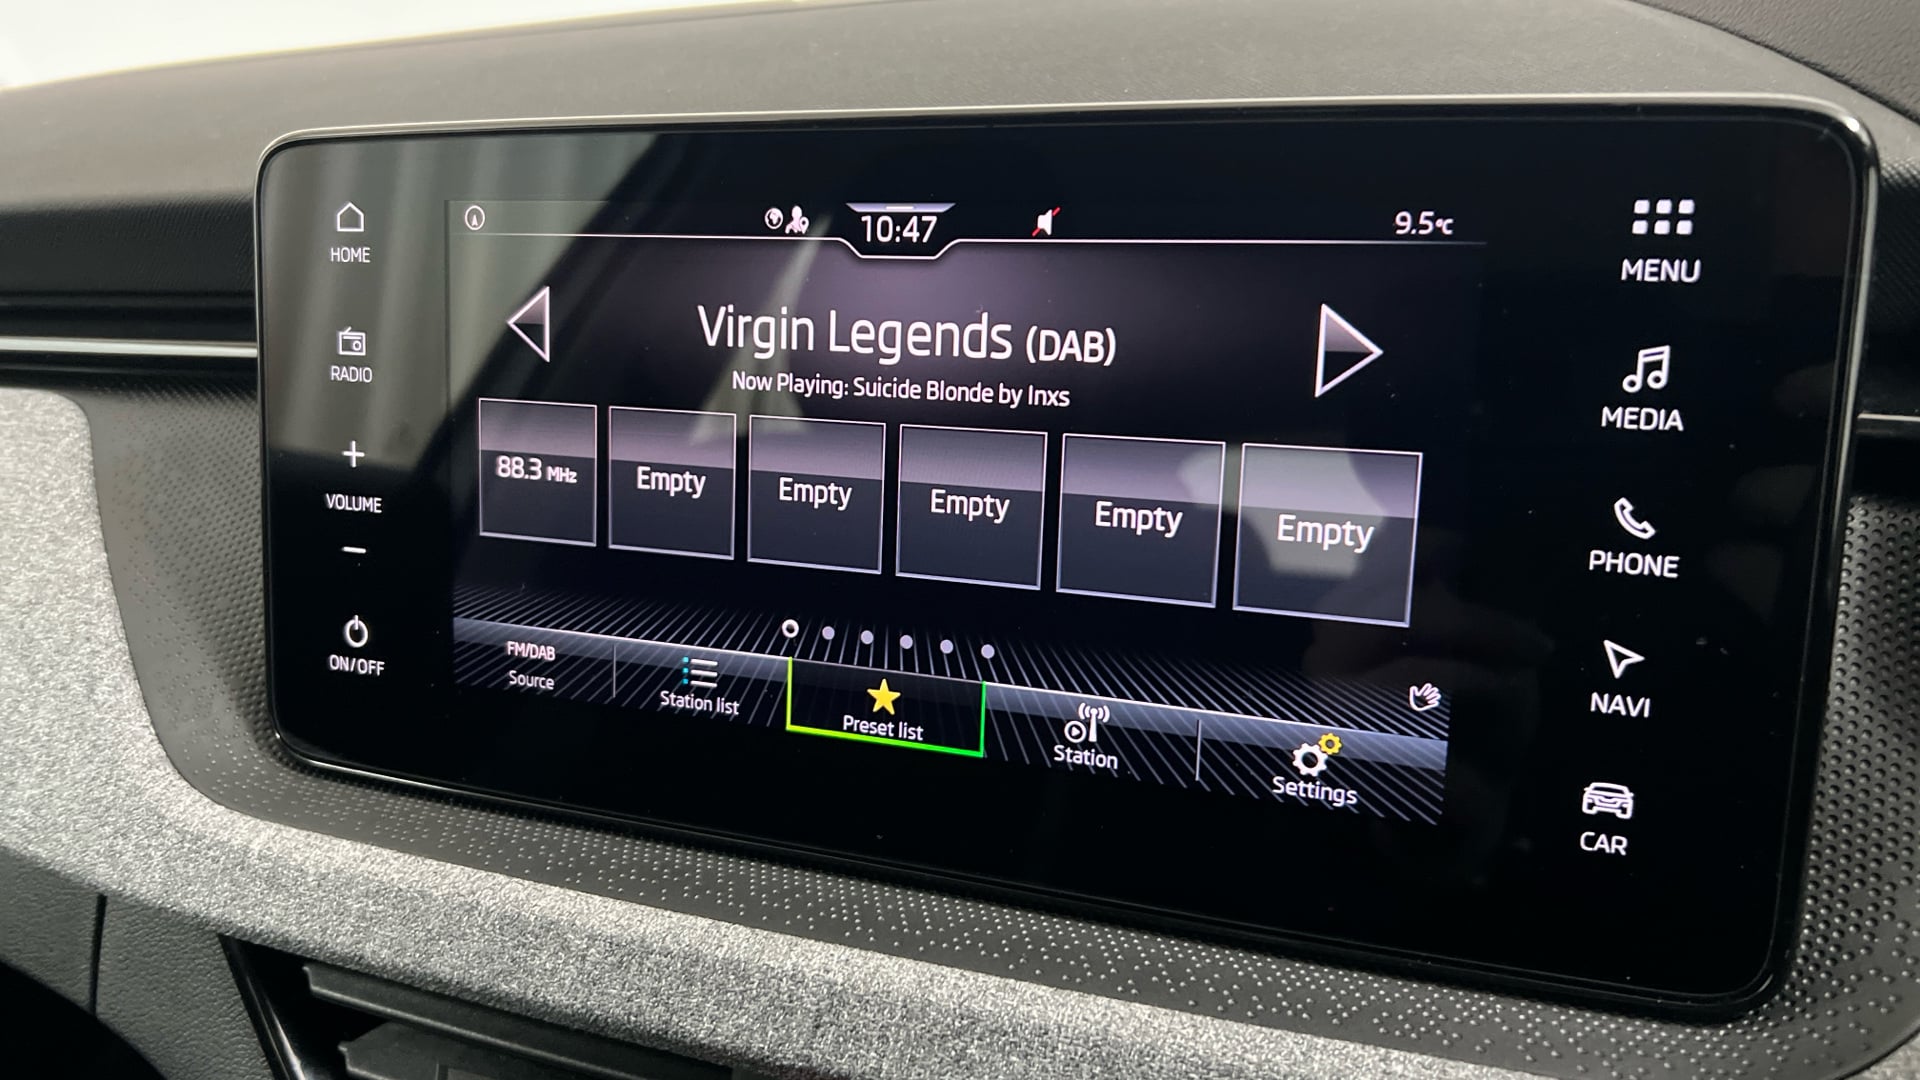 10:47
9.5°C
HOME
RADIO
+
VOLUME
−
ON/OFF
Virgin Legends (DAB)
Now Playing: Suicide Blonde by Inxs
88.3 MHz
Empty
Empty
Empty
Empty
Empty
FM/DAB
Source
Station list
Preset list
Station
Settings
MENU
MEDIA
PHONE
NAVI
CAR